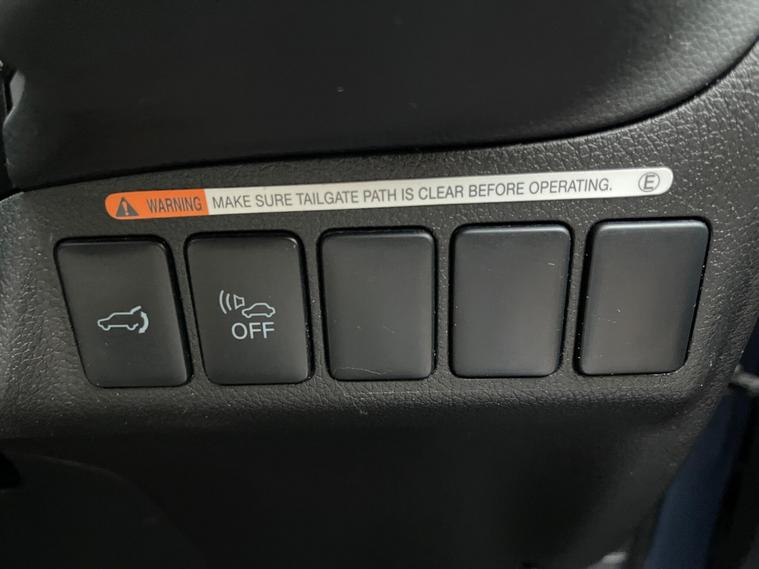 WARNING MAKE SURE TAILGATE PATH IS CLEAR BEFORE OPERATING. E
OFF